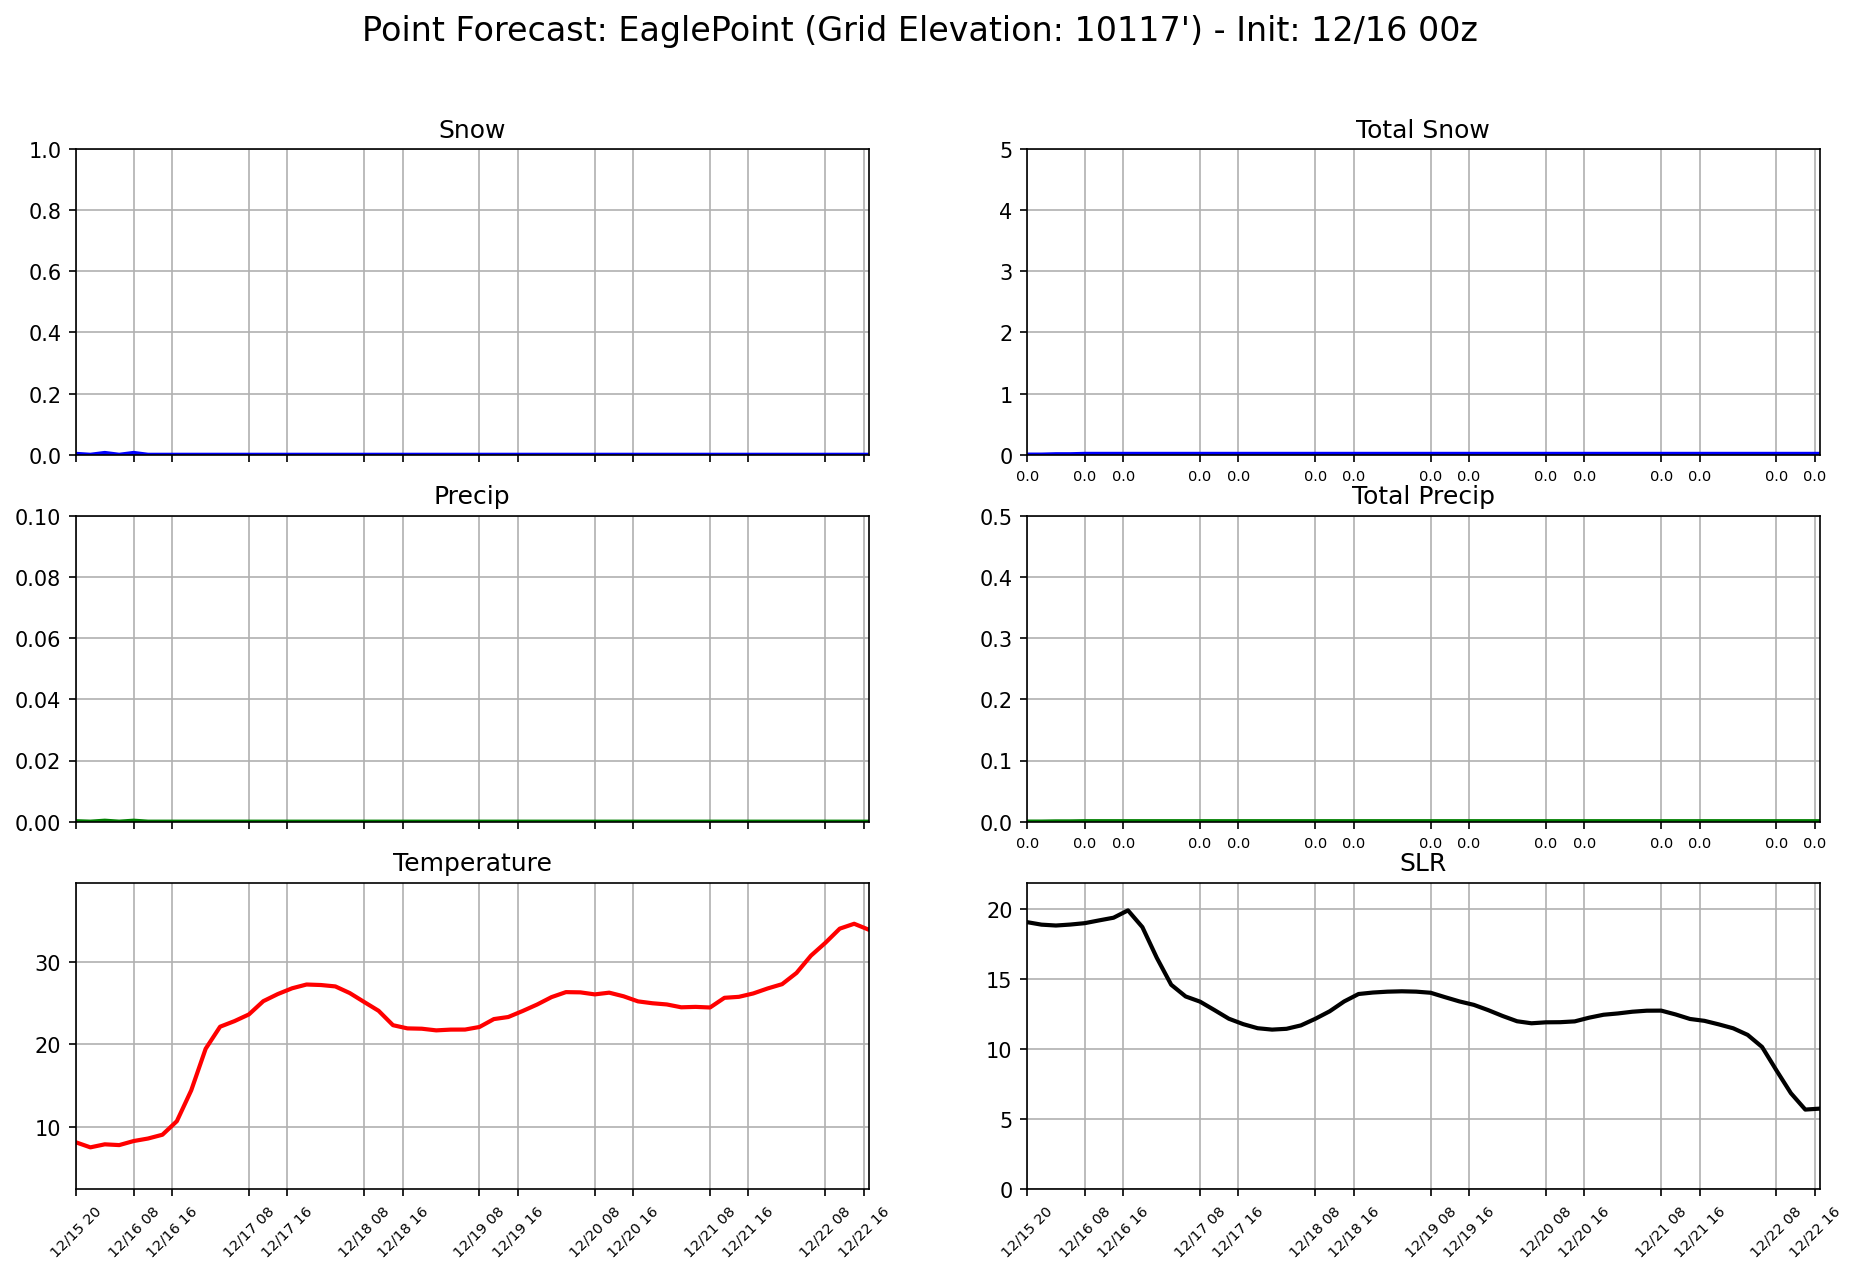 Point Forecast: EaglePoint (Grid Elevation: 10117') - Init: 12/16 00z
Snow
1.0
0.8
0.6
0.4
0.2
0.0
Total Snow
5
4
3
2
1
0
0.0 0.0 0.0 0.0 0.0 0.0 0.0 0.0 0.0 0.0 0.0 0.0 0.0 0.0 0.0
Precip
0.10
0.08
0.06
0.04
0.02
0.00
Total Precip
0.5
0.4
0.3
0.2
0.1
0.0
0.0 0.0 0.0 0.0 0.0 0.0 0.0 0.0 0.0 0.0 0.0 0.0 0.0 0.0 0.0
Temperature
30
20
10
12/15 20 12/16 08 12/16 16 12/17 08 12/17 16 12/18 08 12/18 16 12/19 08 12/19 16 12/20 08 12/20 16 12/21 08 12/21 16 12/22 08 12/22 16
SLR
20
15
10
5
0
12/15 20 12/16 08 12/16 16 12/17 08 12/17 16 12/18 08 12/18 16 12/19 08 12/19 16 12/20 08 12/20 16 12/21 08 12/21 16 12/22 08 12/22 16